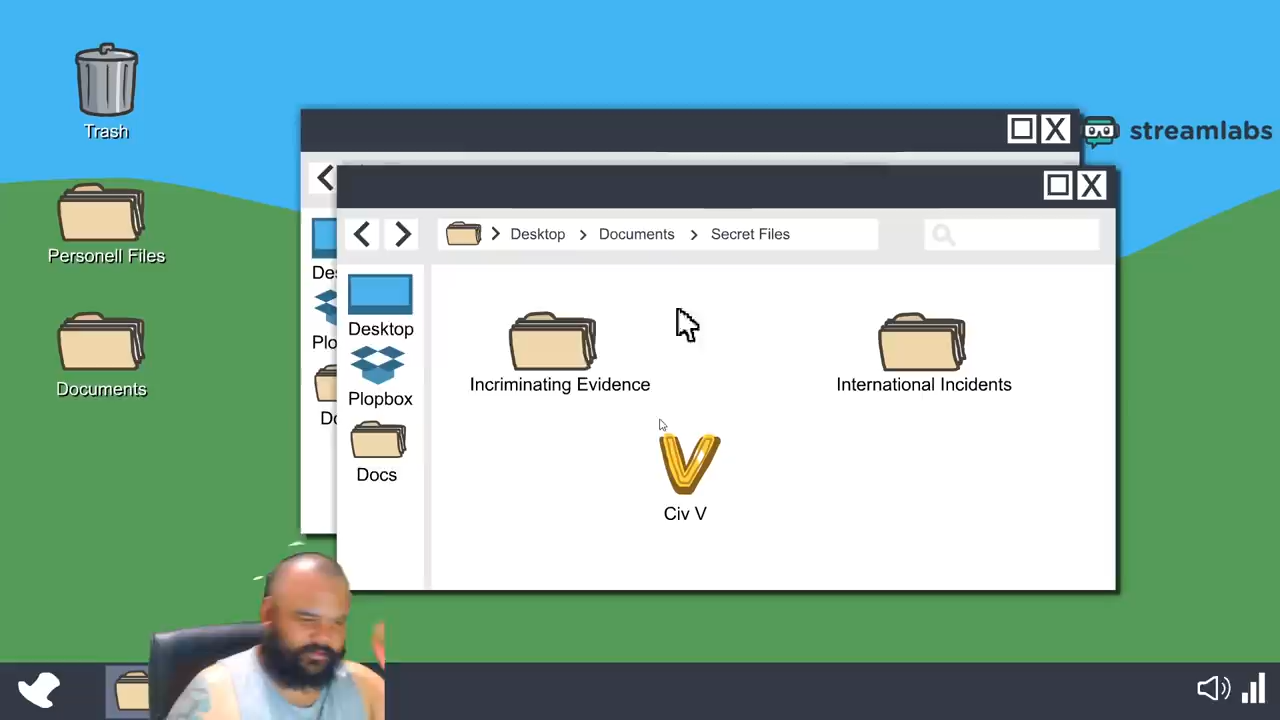 Trash
streamlabs
X
X
Desktop
Documents
Secret Files
Personell Files
Desktop
Incriminating Evidence
International Incidents
Documents
Plopbox
V
Docs
Civ V